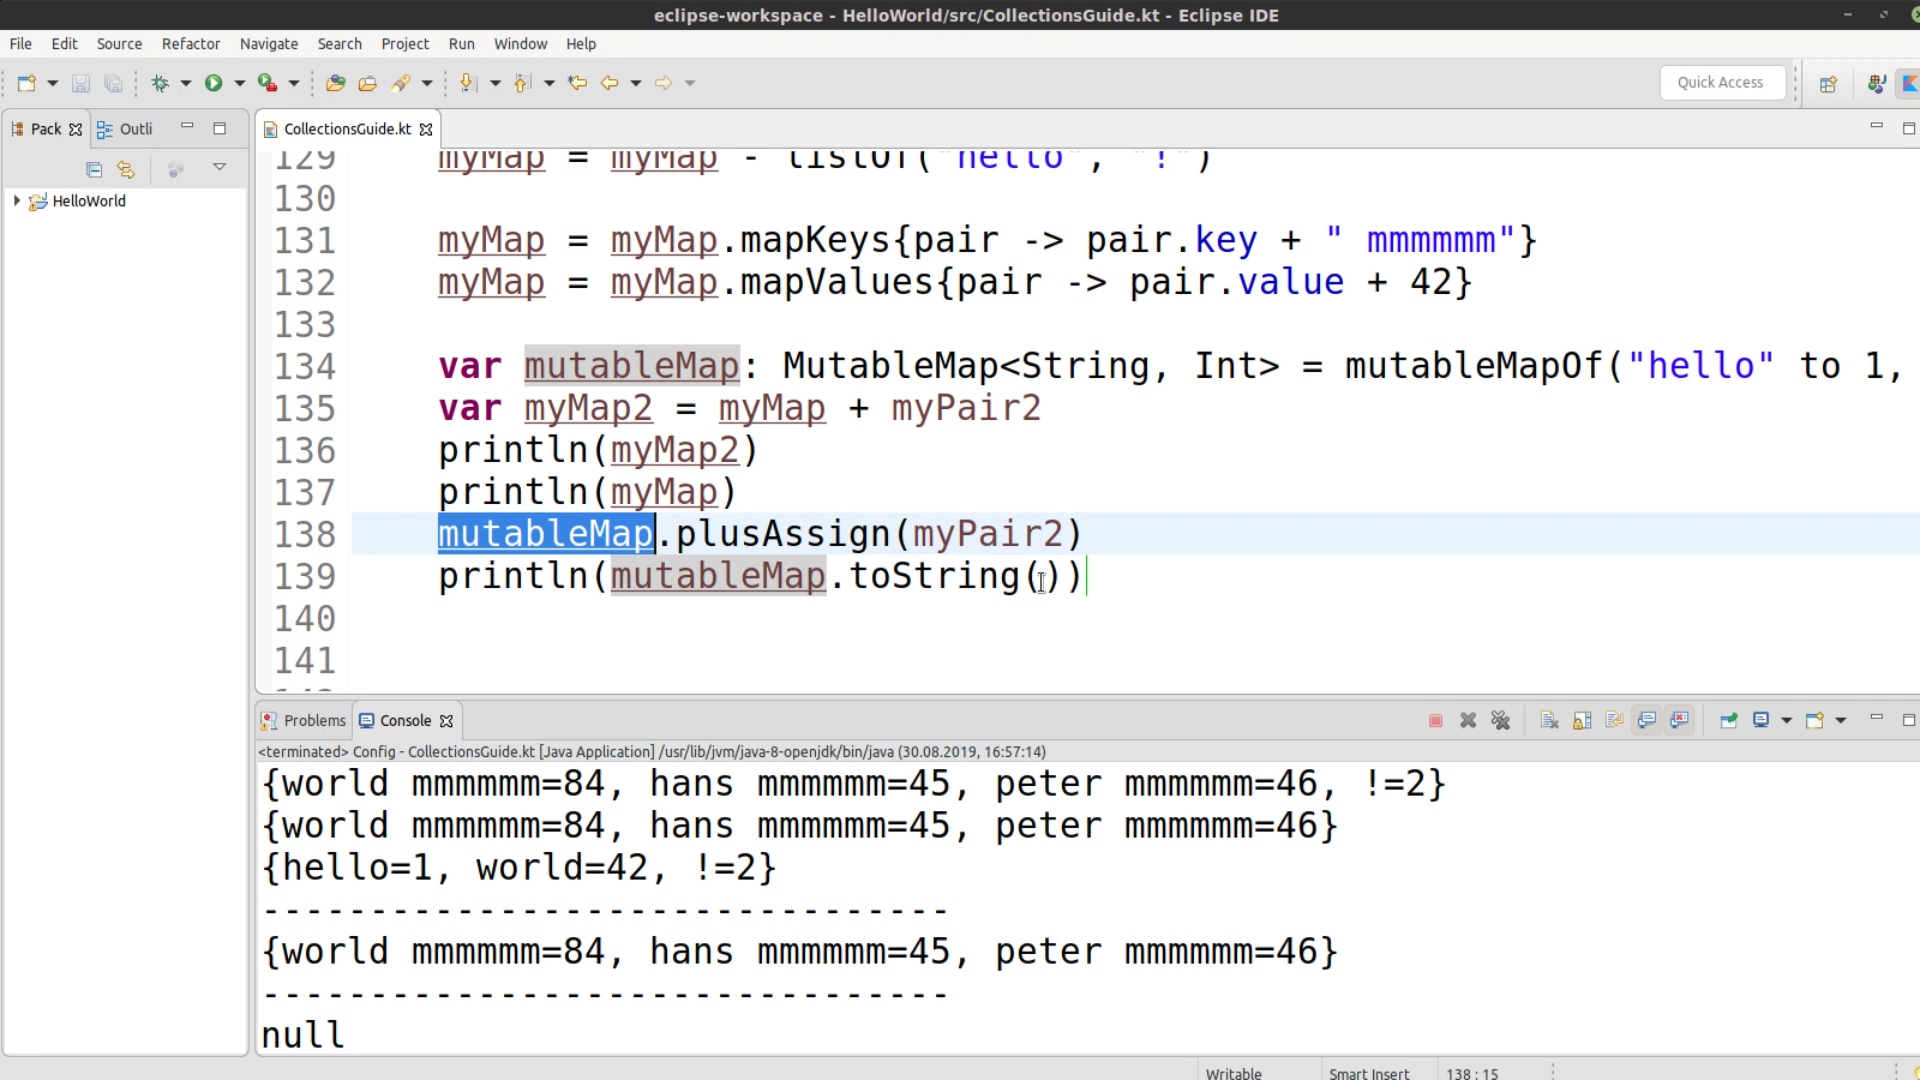 eclipse-workspace - HelloWorld/src/CollectionsGuide.kt - Eclipse IDE
File Edit Source Refactor Navigate Search Project Run Window Help
Quick Access
Pack Outli
CollectionsGuide.kt
HelloWorld
129 myMap = myMap - listOf("hello", "!")
130
131 myMap = myMap.mapKeys{pair -> pair.key + " mmmmmm"}
132 myMap = myMap.mapValues{pair -> pair.value + 42}
133
134 var mutableMap: MutableMap<String, Int> = mutableMapOf("hello" to 1,
135 var myMap2 = myMap + myPair2
136 println(myMap2)
137 println(myMap)
138 mutableMap.plusAssign(myPair2)
139 println(mutableMap.toString())
140
141
Problems Console
<terminated> Config - CollectionsGuide.kt [Java Application] /usr/lib/jvm/java-8-openjdk/bin/java (30.08.2019, 16:57:14)
{world mmmmmm=84, hans mmmmmm=45, peter mmmmmm=46, !=2}
{world mmmmmm=84, hans mmmmmm=45, peter mmmmmm=46}
{hello=1, world=42, !=2}
--------------------------------
{world mmmmmm=84, hans mmmmmm=45, peter mmmmmm=46}
--------------------------------
null
Writable Smart Insert 138 : 15